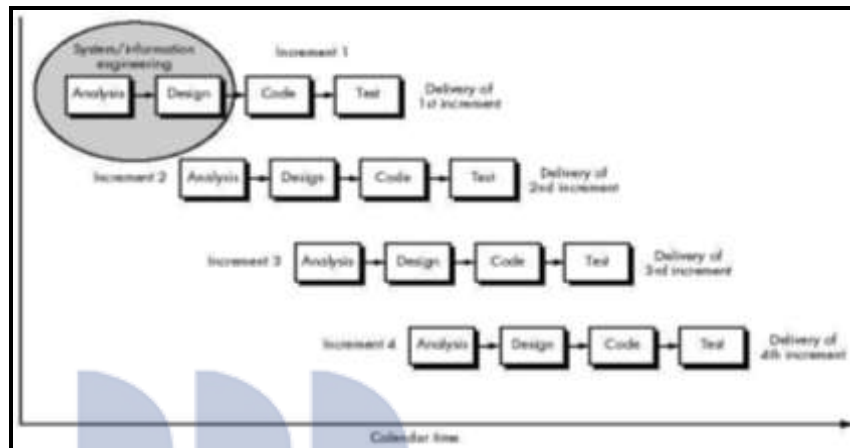 System/information
engineering
Increment 1
Analysis
Design
Code
Test
Delivery of
1st increment
Increment 2
Analysis
Design
Code
Test
Delivery of
2nd increment
Increment 3
Analysis
Design
Code
Test
Delivery of
3rd increment
Increment 4
Analysis
Design
Code
Test
Delivery of
4th increment
Calendar time